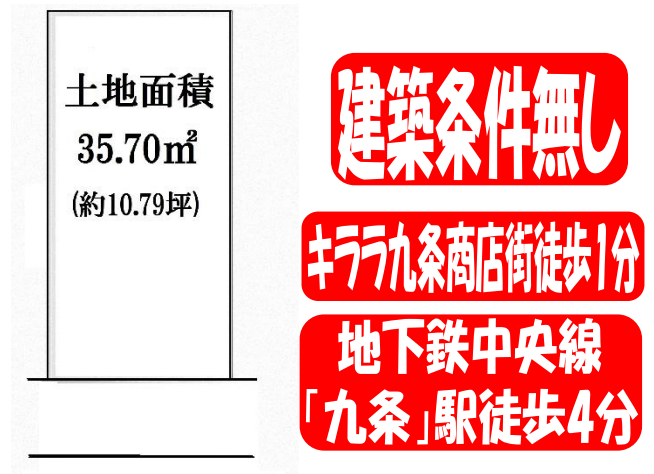 土地面積
35.70㎡
(約10.79坪)
建築条件無し
キララ九条商店街徒歩1分
地下鉄中央線
「九条」駅徒歩4分